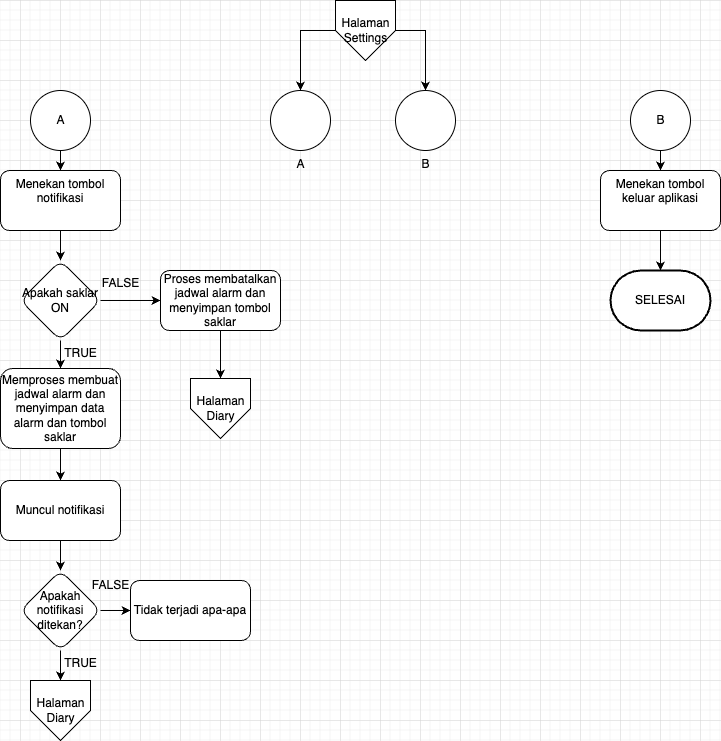 Halaman
Settings
A
B
A
Menekan tombol
notifikasi
Apakah saklar
ON
FALSE
Proses membatalkan
jadwal alarm dan
menyimpan tombol
saklar
Halaman
Diary
TRUE
Memproses membuat
jadwal alarm dan
menyimpan data
alarm dan tombol
saklar
Muncul notifikasi
Apakah
notifikasi
ditekan?
FALSE
Tidak terjadi apa-apa
TRUE
Halaman
Diary
B
Menekan tombol
keluar aplikasi
SELESAI